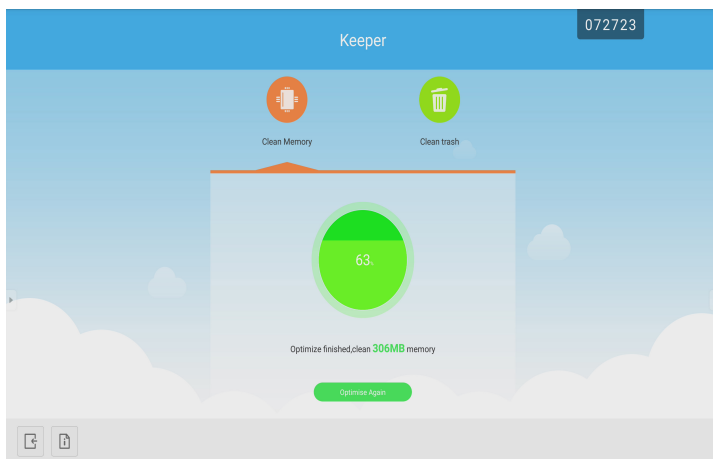 Keeper
072723
Clean Memory
Clean trash
63%
Optimize finished,clean 306MB memory
Optimise Again